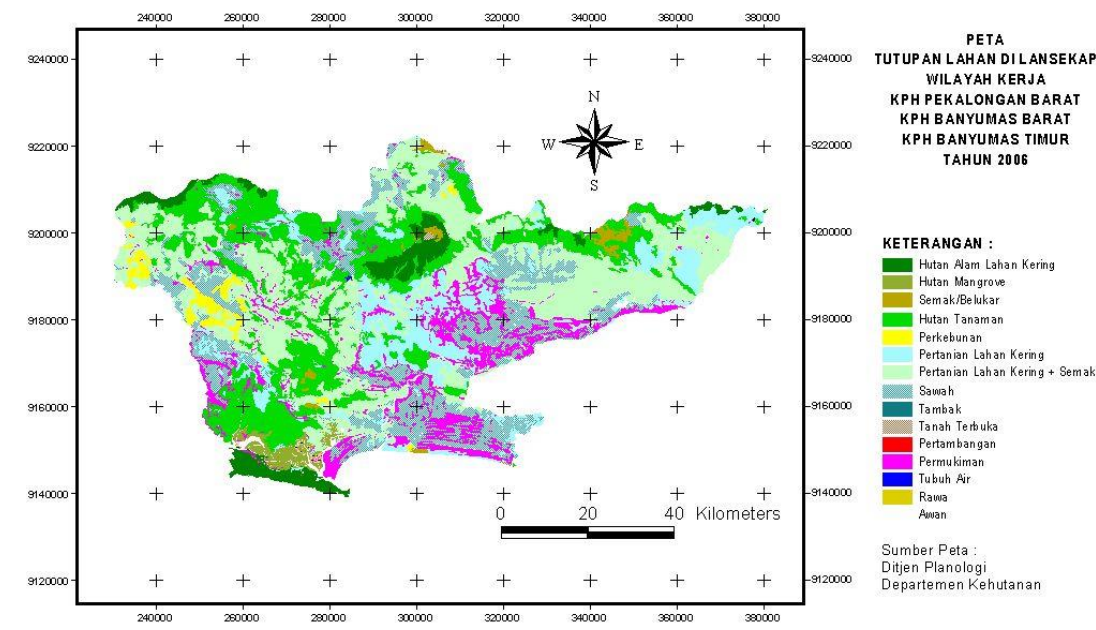 240000 260000 280000 300000 320000 340000 360000 380000
PETA
TUTUPAN LAHAN DI LANSEKAP
WILAYAH KERJA
KPH PEKALONGAN BARAT
KPH BANYUMAS BARAT
KPH BANYUMAS TIMUR
TAHUN 2006
9240000 9240000
N
W E
S
9220000 9220000
9200000 9200000
9180000 9180000
9160000 9160000
9140000 9140000
9120000 9120000
0 20 40 Kilometers
240000 260000 280000 300000 320000 340000 360000 380000
KETERANGAN :
Hutan Alam Lahan Kering
Hutan Mangrove
Semak/Belukar
Hutan Tanaman
Perkebunan
Pertanian Lahan Kering
Pertanian Lahan Kering + Semak
Sawah
Tambak
Tanah Terbuka
Pertambangan
Permukiman
Tubuh Air
Rawa
Awan
Sumber Peta :
Ditjen Planologi
Departemen Kehutanan